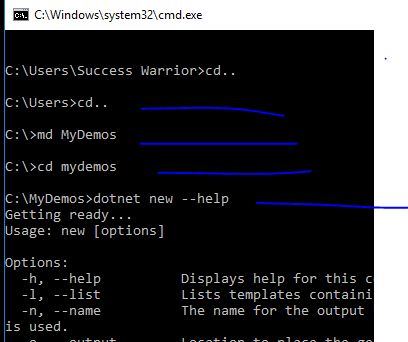 C:\Windows\system32\cmd.exe
C:\Users\Success Warrior>cd..
C:\Users>cd..
C:\>md MyDemos
C:\>cd mydemos
C:\MyDemos>dotnet new --help
Getting ready...
Usage: new [options]
Options:
-h, --help Displays help for this
-l, --list Lists templates
-n, --name The name for the output
is used.